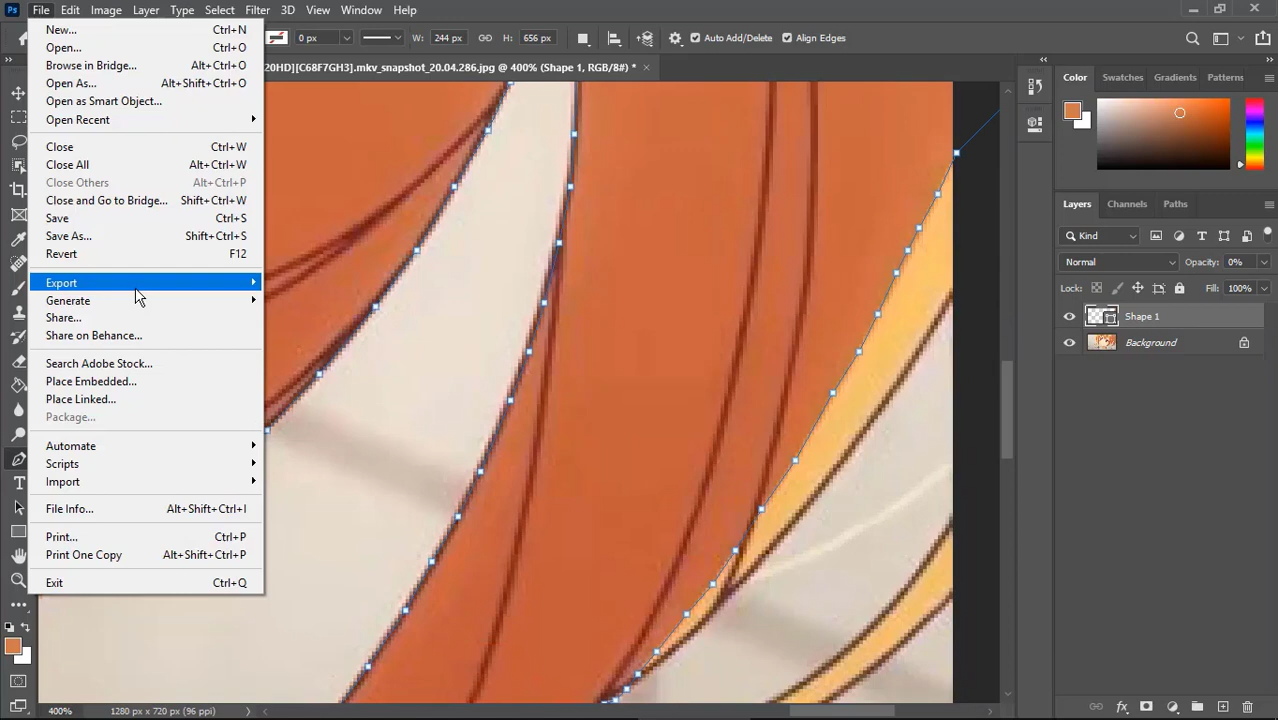 Ps File Edit Image Layer Type Select Filter 3D View Window Help
0 px W: 244 px H: 656 px Auto Add/Delete Align Edges
20HD][C68F7GH3].mkv_snapshot_20.04.286.jpg @ 400% (Shape 1, RGB/8#) *
New... Ctrl+N
Open... Ctrl+O
Browse in Bridge... Alt+Ctrl+O
Open As... Alt+Shift+Ctrl+O
Open as Smart Object...
Open Recent
Close Ctrl+W
Close All Alt+Ctrl+W
Close Others Alt+Ctrl+P
Close and Go to Bridge... Shift+Ctrl+W
Save Ctrl+S
Save As... Shift+Ctrl+S
Revert F12
Export
Generate
Share...
Share on Behance...
Search Adobe Stock...
Place Embedded...
Place Linked...
Package...
Automate
Scripts
Import
File Info... Alt+Shift+Ctrl+I
Print... Ctrl+P
Print One Copy Alt+Shift+Ctrl+P
Exit Ctrl+Q
Color Swatches Gradients Patterns
Layers Channels Paths
Kind
Normal Opacity: 0%
Lock: Fill: 100%
Shape 1
Background
400% 1280 px x 720 px (96 ppi)